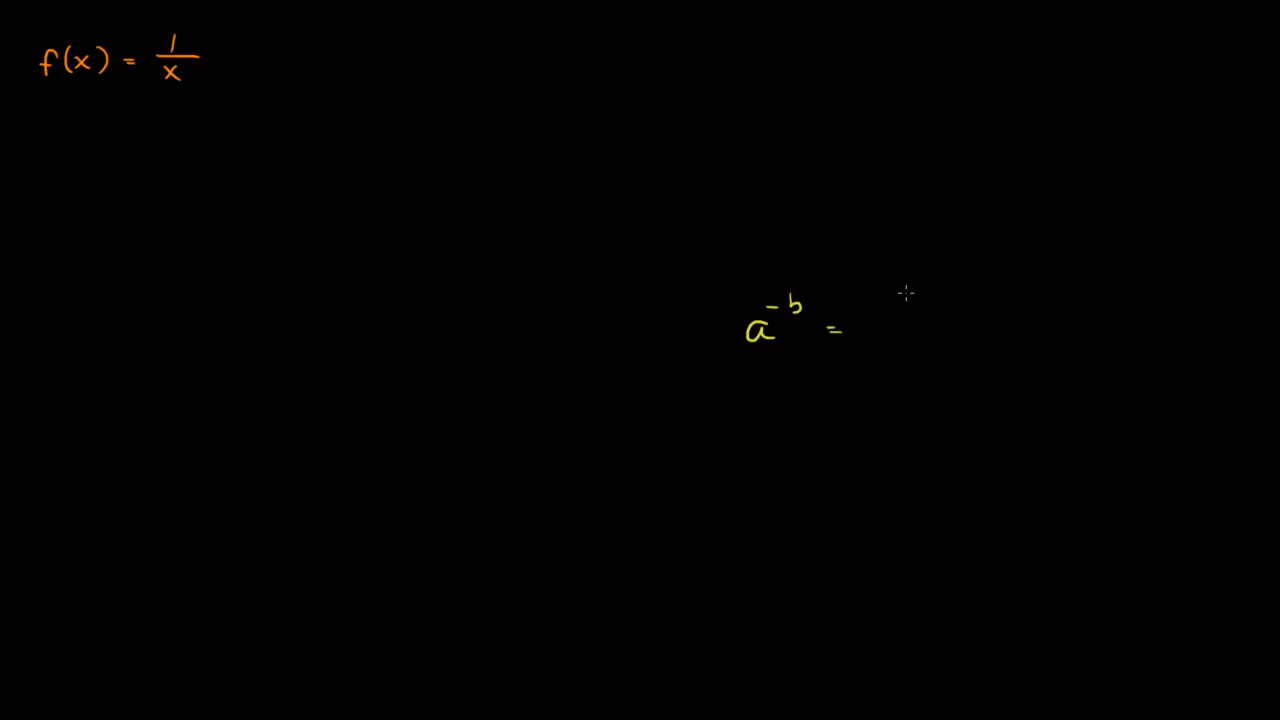 f(x) = 1/x
a^{-b} =